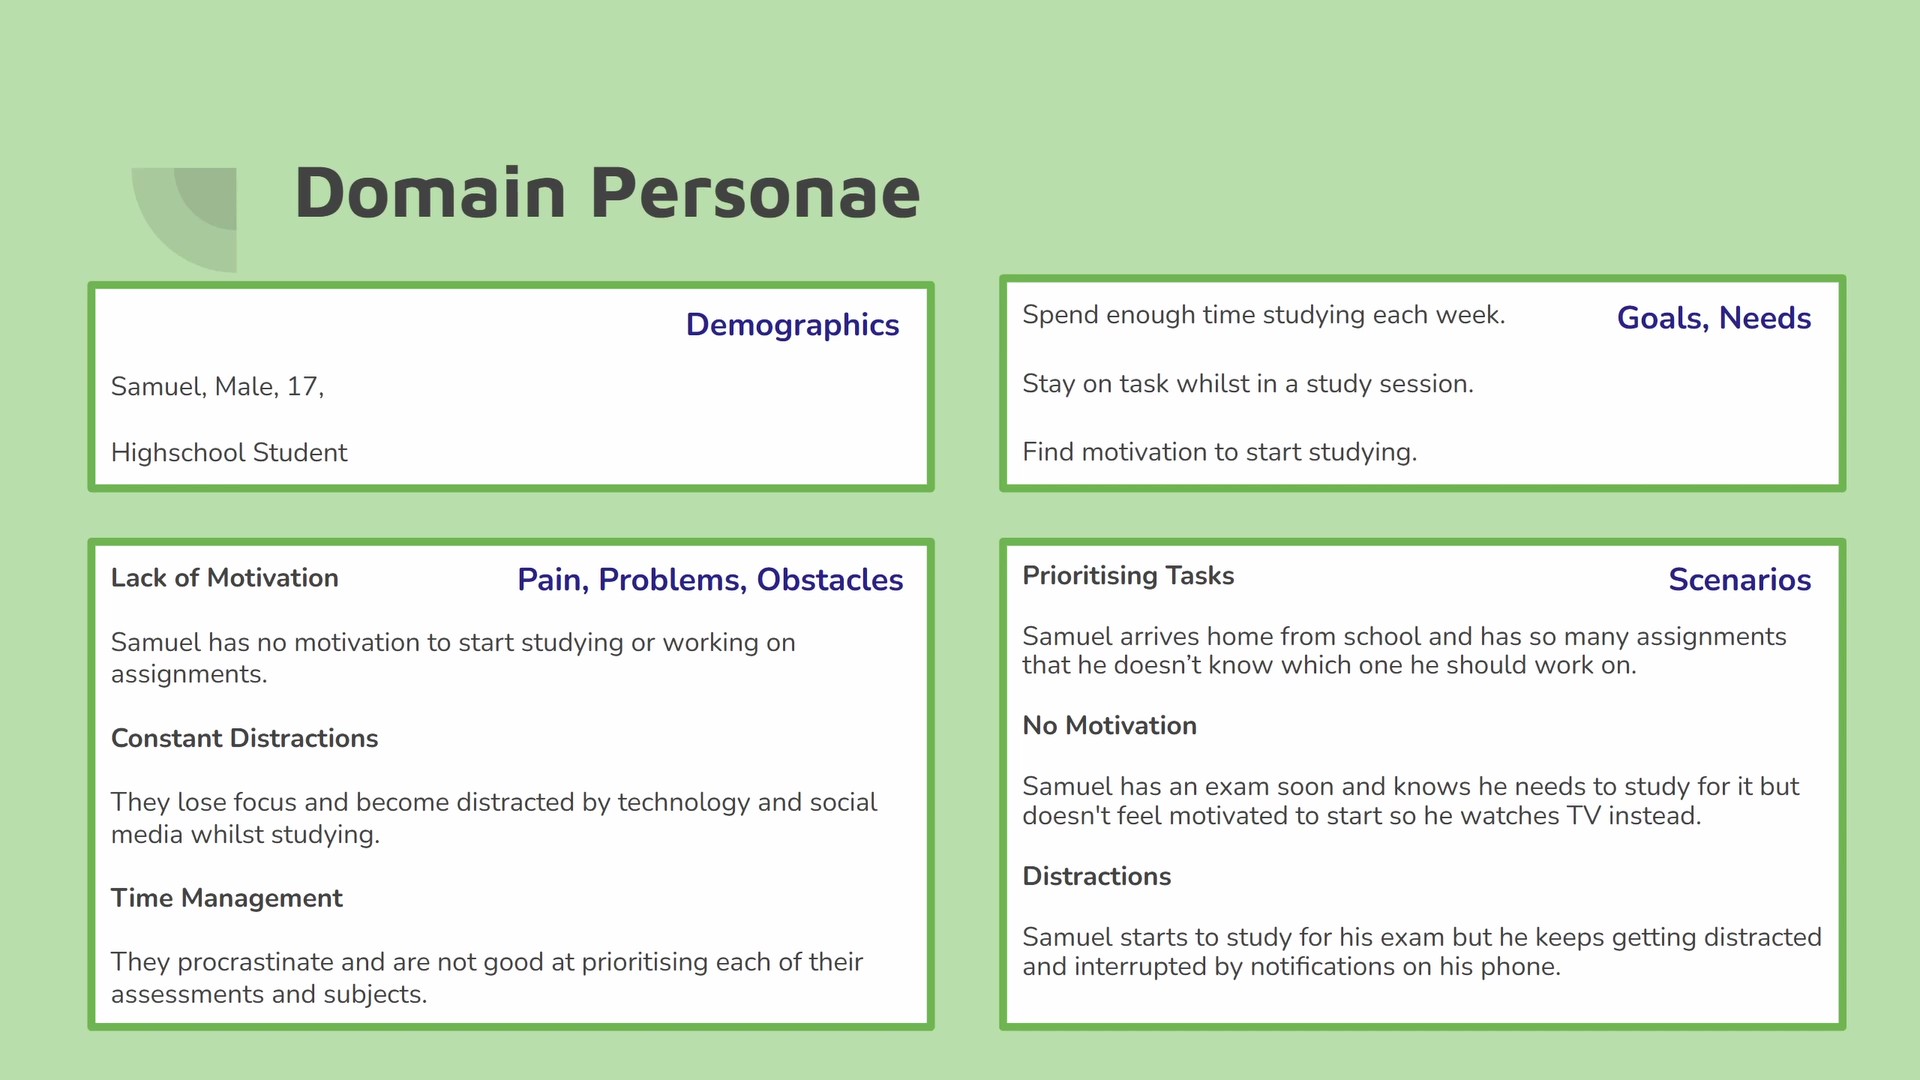 Domain Personae
Demographics
Samuel, Male, 17,
Highschool Student
Goals, Needs
Spend enough time studying each week.
Stay on task whilst in a study session.
Find motivation to start studying.
Pain, Problems, Obstacles
Lack of Motivation
Samuel has no motivation to start studying or working on
assignments.
Constant Distractions
They lose focus and become distracted by technology and social
media whilst studying.
Time Management
They procrastinate and are not good at prioritising each of their
assessments and subjects.
Scenarios
Prioritising Tasks
Samuel arrives home from school and has so many assignments
that he doesn’t know which one he should work on.
No Motivation
Samuel has an exam soon and knows he needs to study for it but
doesn't feel motivated to start so he watches TV instead.
Distractions
Samuel starts to study for his exam but he keeps getting distracted
and interrupted by notifications on his phone.